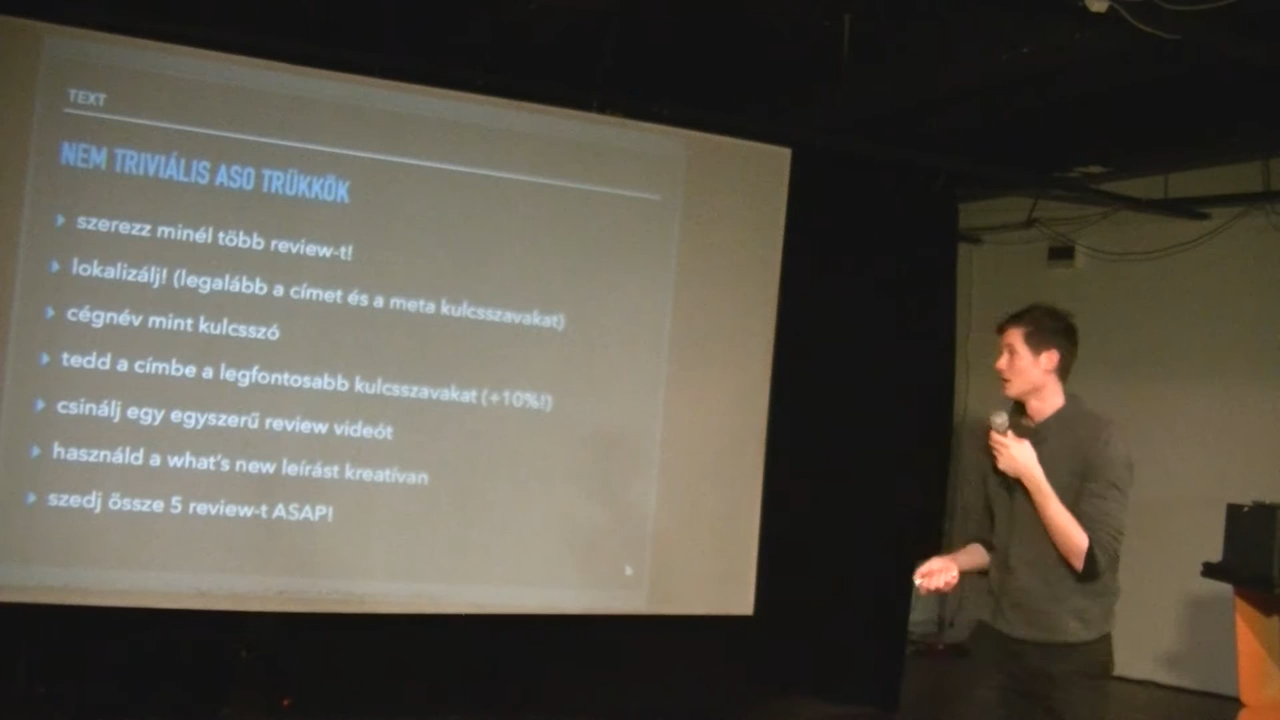 TEXT
NEM TRIVIÁLIS ASO TRÜKKÖK
szerezz minél több review-t!
lokalizálj! (legalább a címet és a meta kulcsszavakat)
cégnév mint kulcsszó
tedd a címbe a legfontosabb kulcsszavakat (+10%!)
csinálj egy egyszerű review videót
használd a what's new leírást kreatívan
szedj össze 5 review-t ASAP!